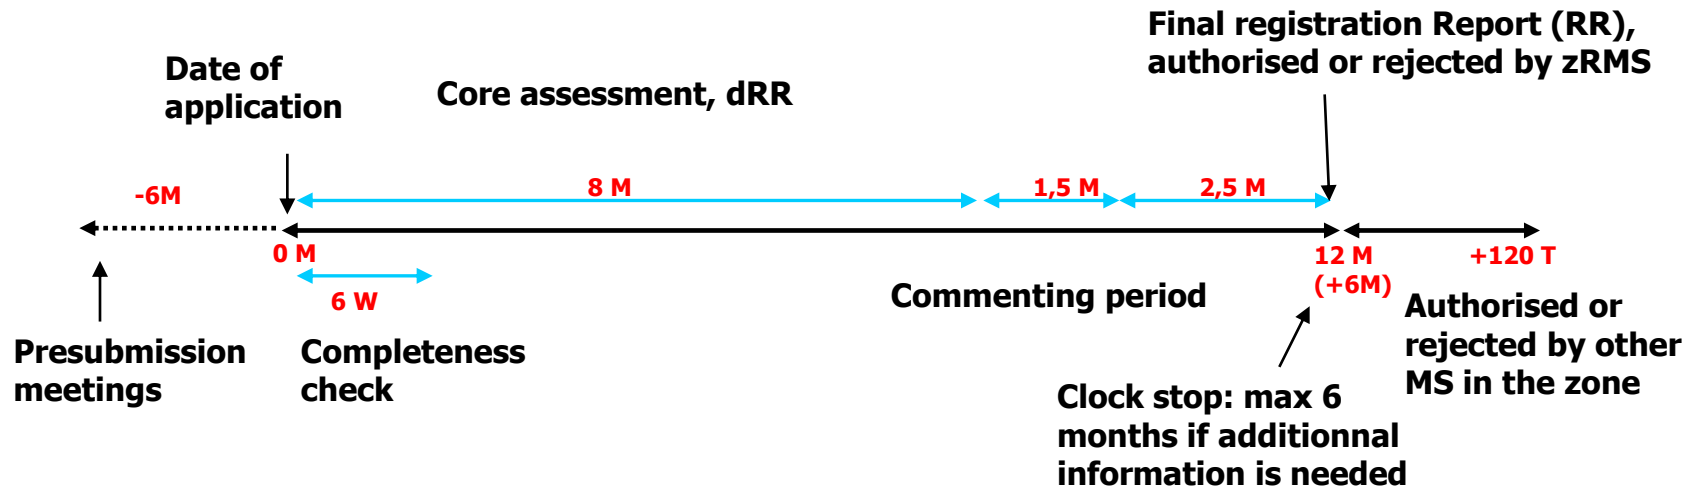 Final registration Report (RR),
authorised or rejected by zRMS
Date of
application
Core assessment, dRR
-6M
8 M
1,5 M
2,5 M
0 M
12 M
(+6M)
+120 T
6 W
Commenting period
Presubmission
meetings
Completeness
check
Authorised or
rejected by other
MS in the zone
Clock stop: max 6
months if additionnal
information is needed